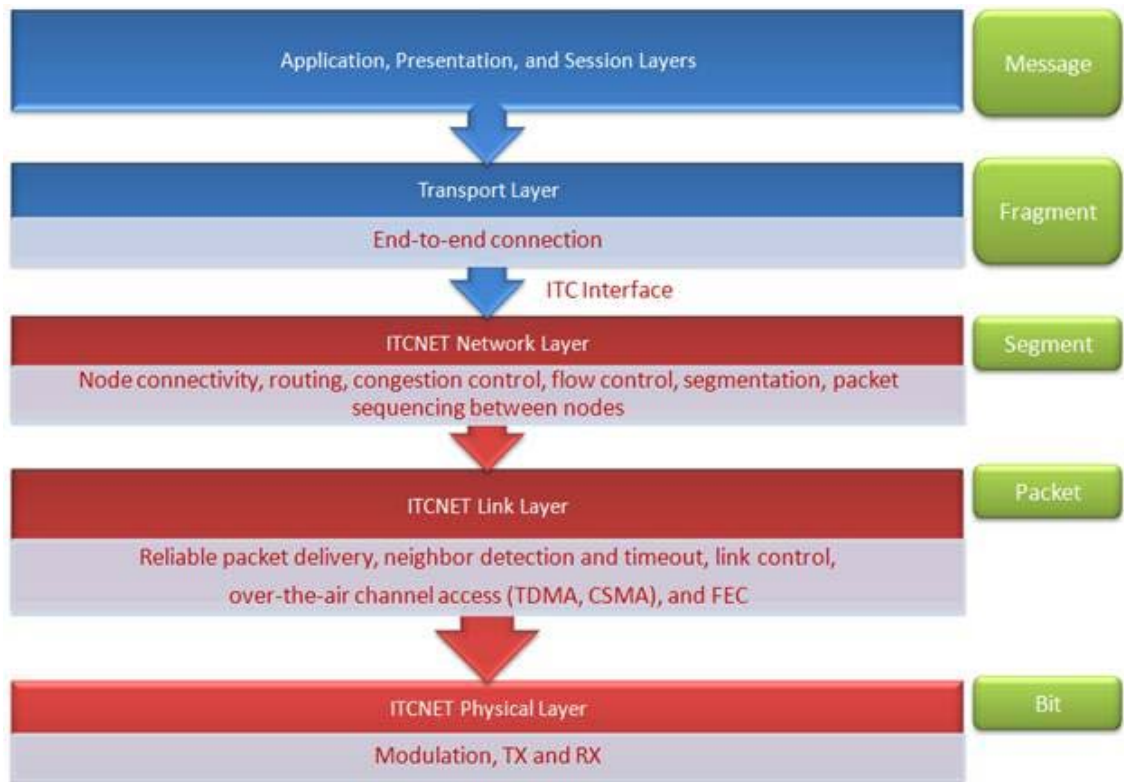 Application, Presentation, and Session Layers
Message
Transport Layer
Fragment
End-to-end connection
ITC Interface
ITCNET Network Layer
Segment
Node connectivity, routing, congestion control, flow control, segmentation, packet
sequencing between nodes
ITCNET Link Layer
Packet
Reliable packet delivery, neighbor detection and timeout, link control,
over-the-air channel access (TDMA, CSMA), and FEC
ITCNET Physical Layer
Bit
Modulation, TX and RX